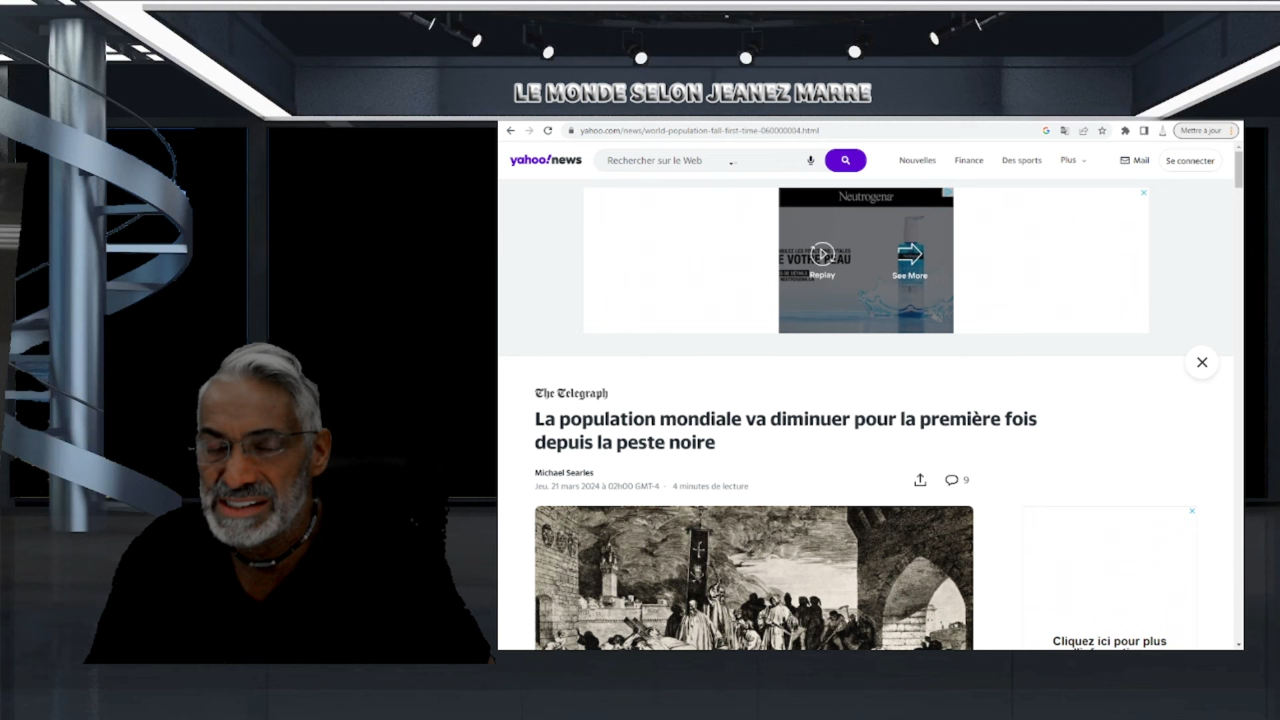 LE MONDE SELON JEANEZ MARRE
yahoo.com/news/world-population-fall-first-time-060000004.html
Mettre à jour
yahoo!news
Rechercher sur le Web
Nouvelles
Finance
Des sports
Plus
Mail
Se connecter
Neutrogena
E VOTRE PEAU
Replay
See More
The Telegraph
La population mondiale va diminuer pour la première fois
depuis la peste noire
Michael Searles
Jeu. 21 mars 2024 à 02h00 GMT-4 · 4 minutes de lecture
9
Cliquez ici pour plus